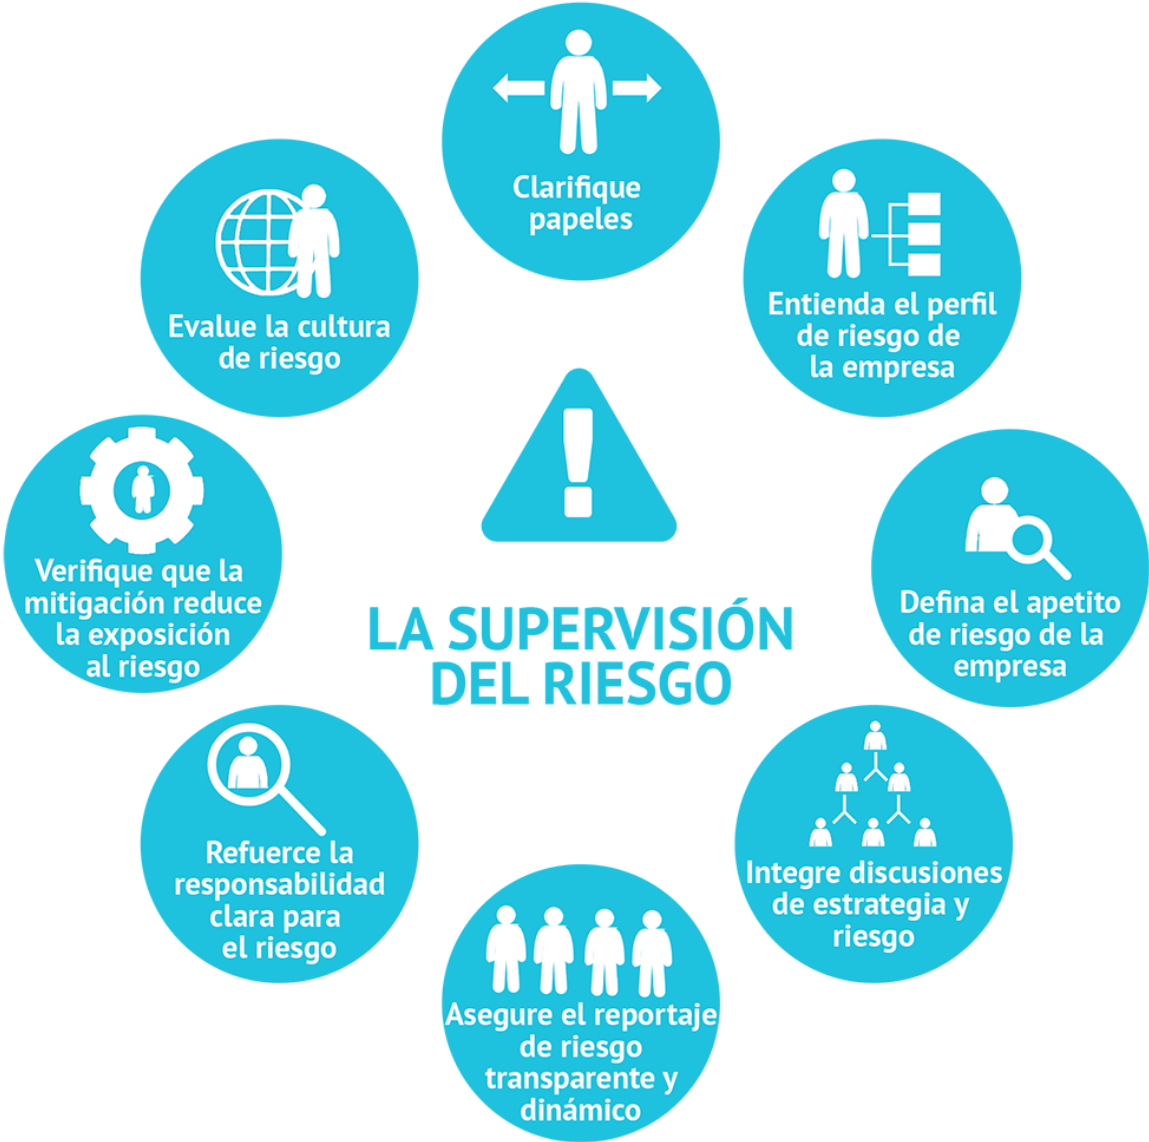 Clarifique
papeles
Entienda el perfil
de riesgo de
la empresa
Defina el apetito
de riesgo de la
empresa
Integre discusiones
de estrategia y
riesgo
Asegure el reportaje
de riesgo
transparente y
dinámico
Refuerce la
responsabilidad
clara para
el riesgo
Verifique que la
mitigación reduce
la exposición
al riesgo
Evalue la cultura
de riesgo
LA SUPERVISIÓN
DEL RIESGO